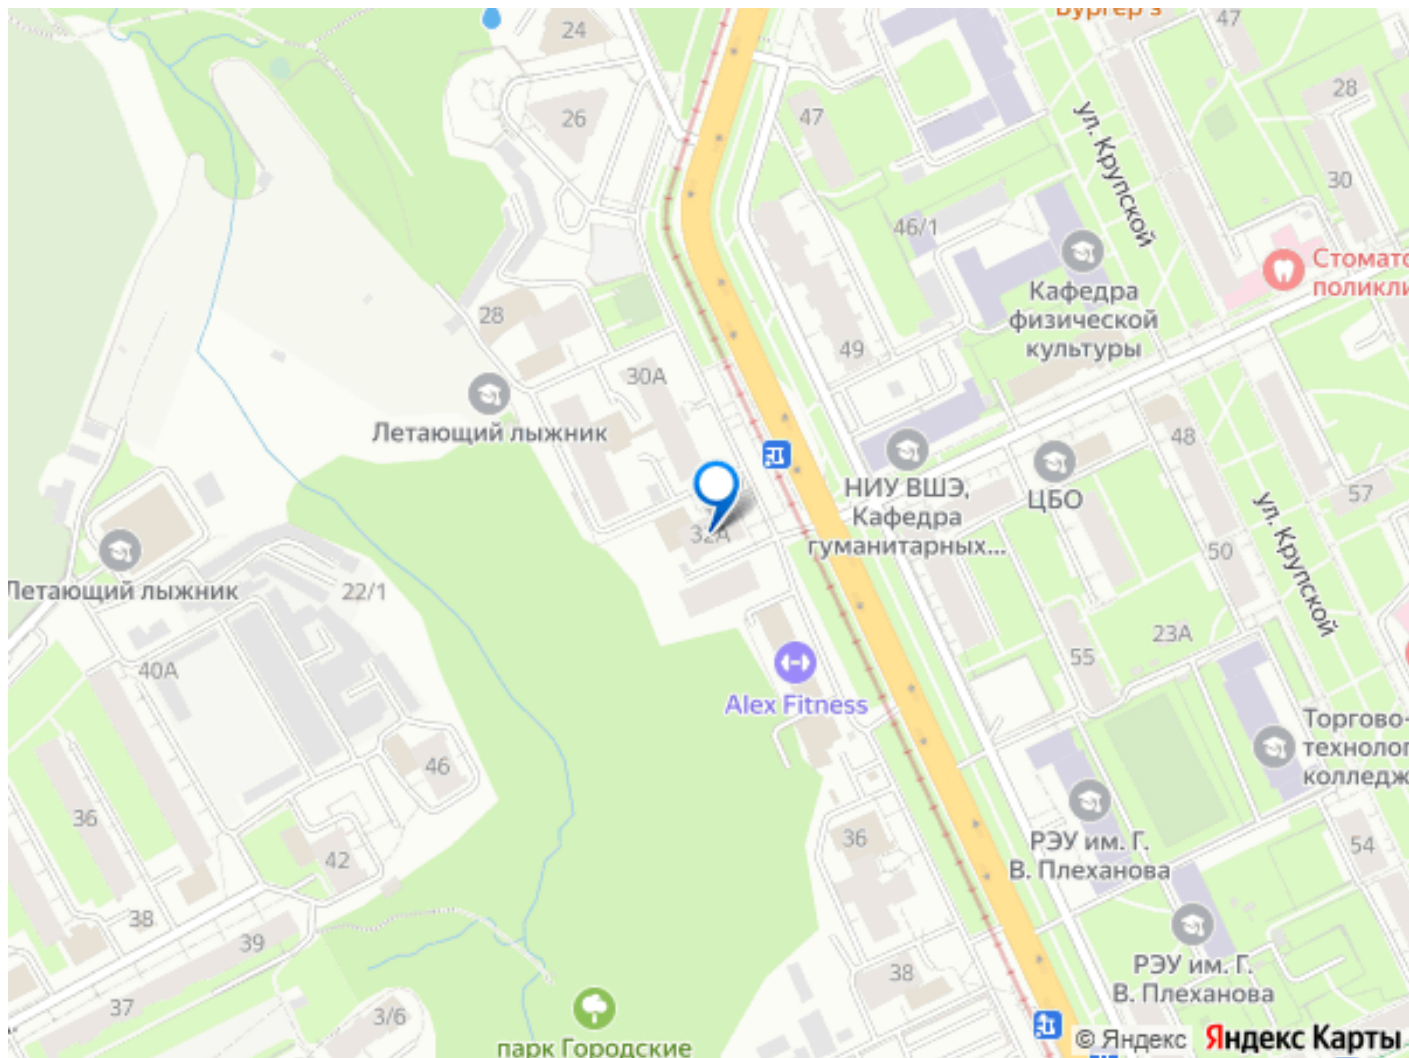 Бургер's
47
24
28
26
47
ул. Крупской
30
46/1
Стомато
поликли
Кафедра
физической
культуры
28
49
30А
Летающий лыжник
48
НИУ ВШЭ,
Кафедра
гуманитарных...
ЦБО
57
32А
50
ул. Крупской
Летающий лыжник
22/1
23А
55
40А
Alex Fitness
Торгово-
технолог
колледж
46
36
РЭУ им. Г.
В. Плеханова
36
54
42
38
39
РЭУ им. Г.
В. Плеханова
38
37
3/6
парк Городские
© Яндекс Яндекс Карты